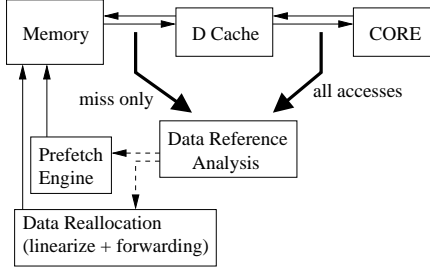 Memory
D Cache
CORE
miss only
all accesses
Data Reference
Analysis
Prefetch
Engine
Data Reallocation
(linearize + forwarding)